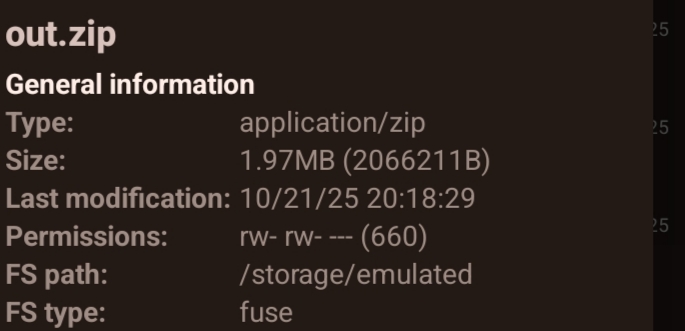 out.zip
General information
Type: application/zip
Size: 1.97MB (2066211B)
Last modification: 10/21/25 20:18:29
Permissions: rw- rw- --- (660)
FS path: /storage/emulated
FS type: fuse
25
25
25